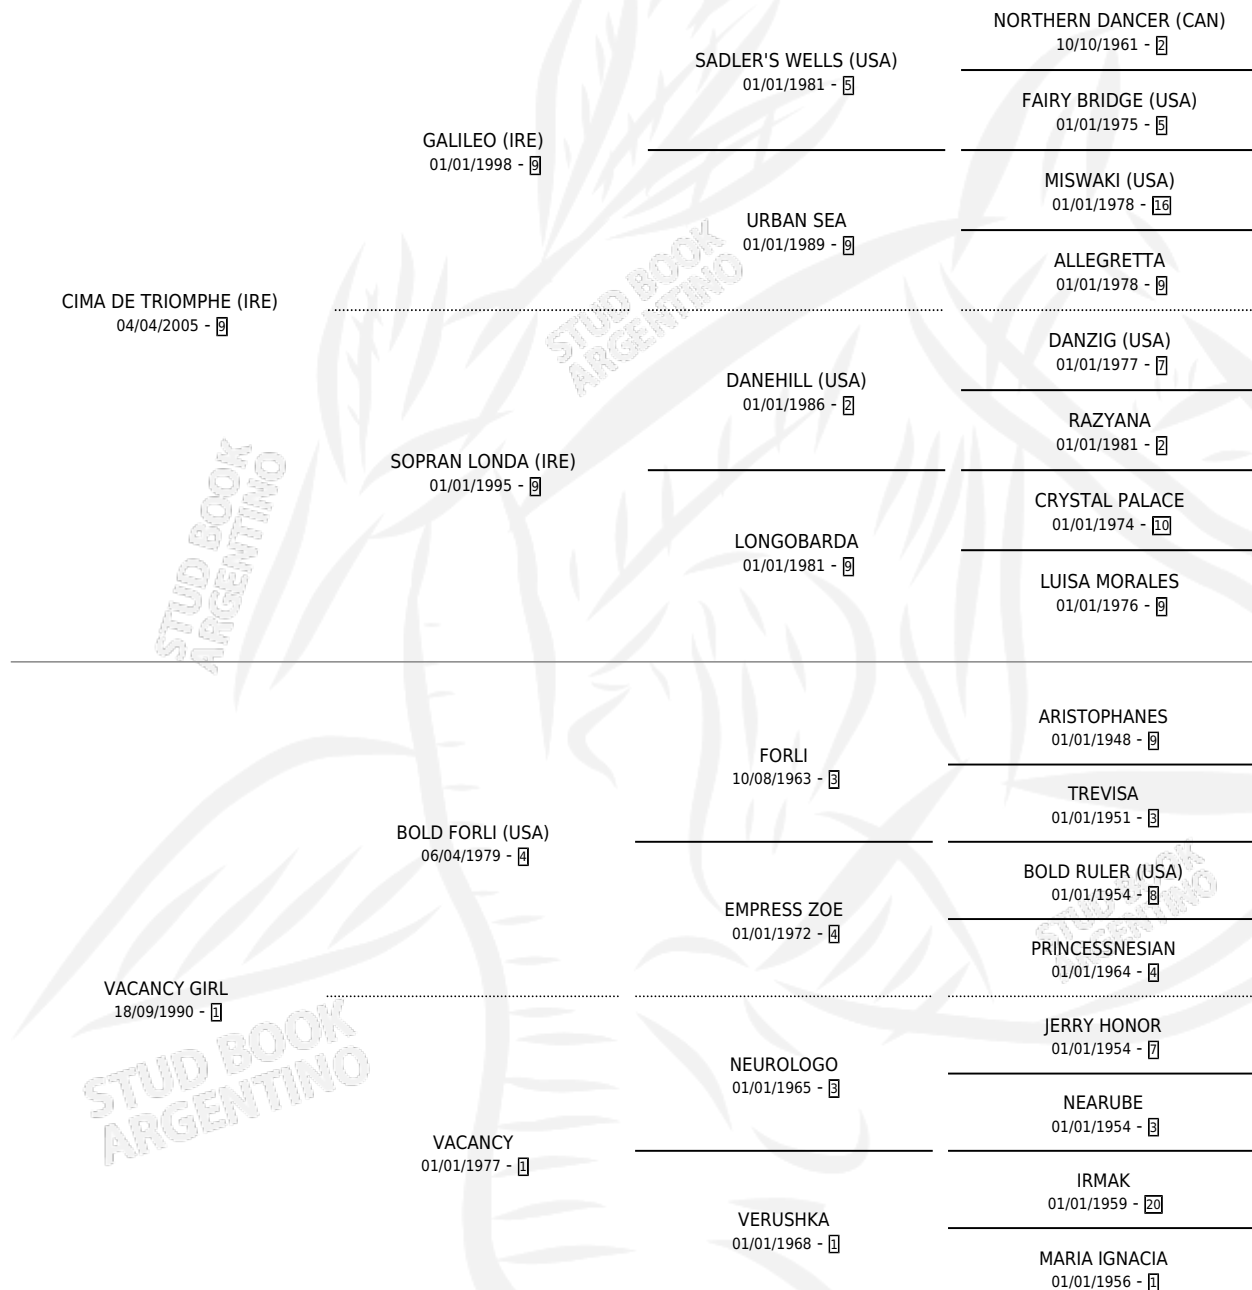 NORTHERN DANCER (CAN)
10/10/1961 - 2
SADLER'S WELLS (USA)
01/01/1981 - 5
FAIRY BRIDGE (USA)
01/01/1975 - 5
GALILEO (IRE)
01/01/1998 - 9
MISWAKI (USA)
01/01/1978 - 16
URBAN SEA
01/01/1989 - 9
ALLEGRETTA
01/01/1978 - 9
CIMA DE TRIOMPHE (IRE)
04/04/2005 - 9
DANZIG (USA)
01/01/1977 - 7
DANEHILL (USA)
01/01/1986 - 2
RAZYANA
01/01/1981 - 2
SOPRAN LONDA (IRE)
01/01/1995 - 9
CRYSTAL PALACE
01/01/1974 - 10
LONGOBARDA
01/01/1981 - 9
LUISA MORALES
01/01/1976 - 9
ARISTOPHANES
01/01/1948 - 9
FORLI
10/08/1963 - 3
TREVISA
01/01/1951 - 3
BOLD FORLI (USA)
06/04/1979 - 4
BOLD RULER (USA)
01/01/1954 - 8
EMPRESS ZOE
01/01/1972 - 4
PRINCESSNESIAN
01/01/1964 - 4
VACANCY GIRL
18/09/1990 - 1
JERRY HONOR
01/01/1954 - 7
NEUROLOGO
01/01/1965 - 3
NEARUBE
01/01/1954 - 3
VACANCY
01/01/1977 - 1
IRMAK
01/01/1959 - 20
VERUSHKA
01/01/1968 - 1
MARIA IGNACIA
01/01/1956 - 1
STUD BOOK
ARGENTINO
STUD BOOK
ARGENTINO
STUD BOOK
ARGENTINO
STUD BOOK
ARGENTINO